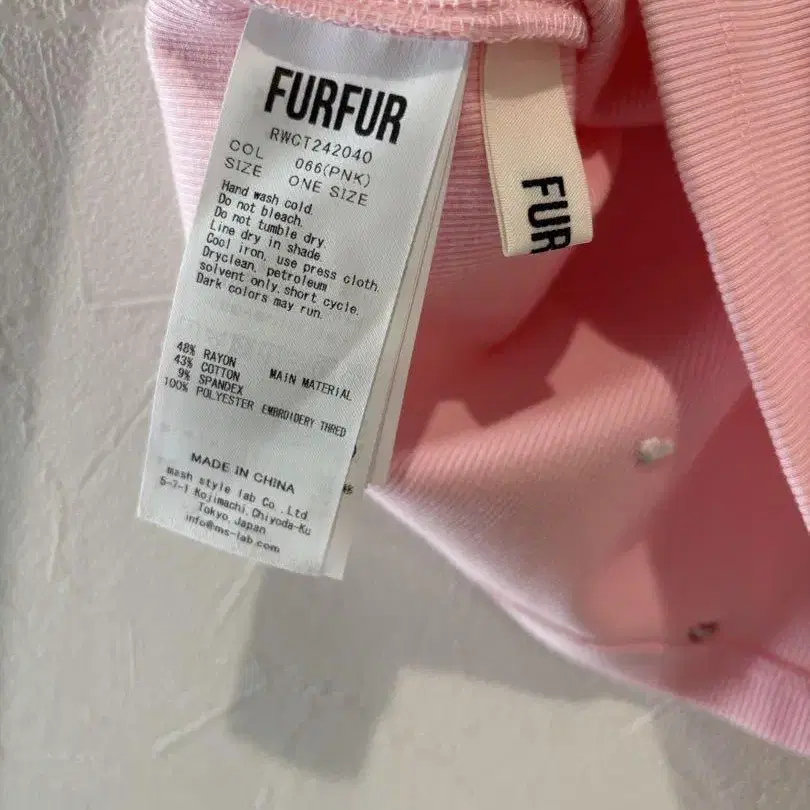 FURFUR
RWCT242040
COL 066(PNK)
SIZE ONE SIZE
Hand wash cold.
Do not bleach.
Do not tumble dry.
Line dry in shade.
Cool iron, use press cloth.
Dryclean, petroleum
solvent only.short cycle.
Dark colors may run.
48% RAYON
43% COTTON MAIN MATERIAL
9% SPANDEX
100% POLYESTER EMBROIDERY THRED
MADE IN CHINA
mash style lab Co.,Ltd
5-7-1 Kojimachi,Chiyoda-Ku
Tokyo,Japan
info@ms-lab.com
FUR